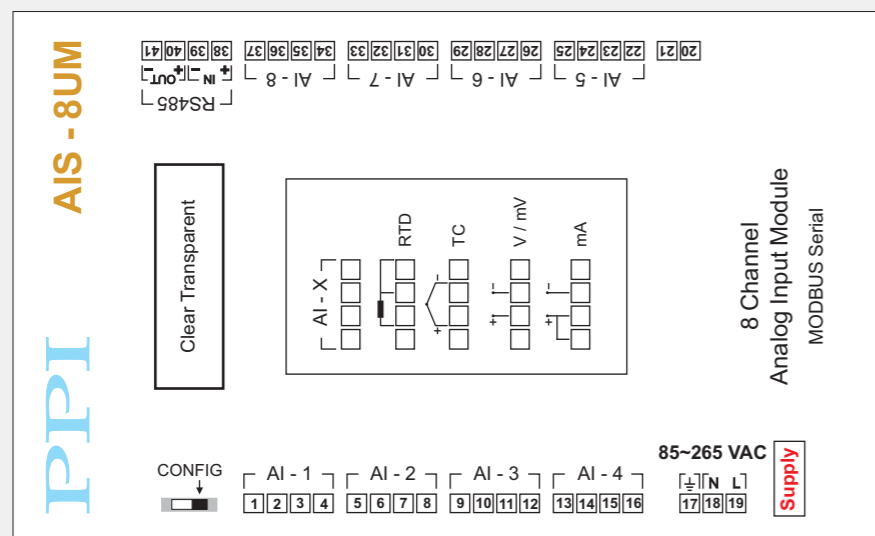 AIS - 8UM
PPI
41 40 39 38
37 36 35 34
33 32 31 30
29 28 27 26
25 24 23 22
21 20
- OUT + - IN +
RS485
AI - 8
AI - 7
AI - 6
AI - 5
Clear Transparent
AI - X
RTD
TC
V / mV
mA
+ -
+ -
+ -
8 Channel
Analog Input Module
MODBUS Serial
CONFIG
AI - 1
AI - 2
AI - 3
AI - 4
85~265 VAC
N L
1 2 3 4
5 6 7 8
9 10 11 12
13 14 15 16
17 18 19
Supply